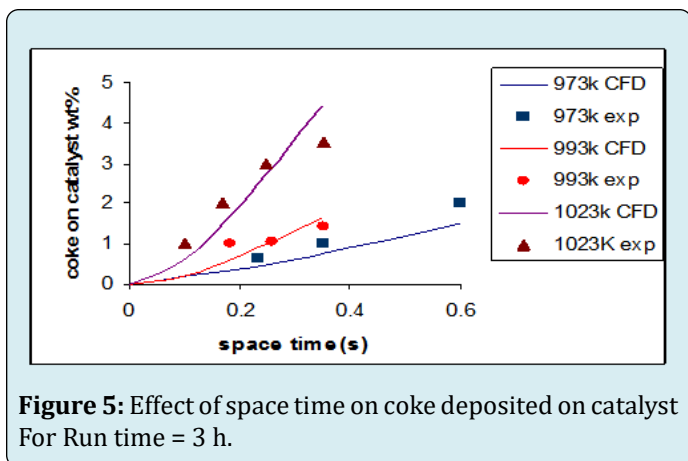 5
4
3
2
1
0
0
0.2
0.4
0.6
coke on catalyst wt%
space time(s)
973k CFD
973k exp
993k CFD
993k exp
1023k CFD
1023K exp
Figure 5: Effect of space time on coke deposited on catalyst
For Run time = 3 h.